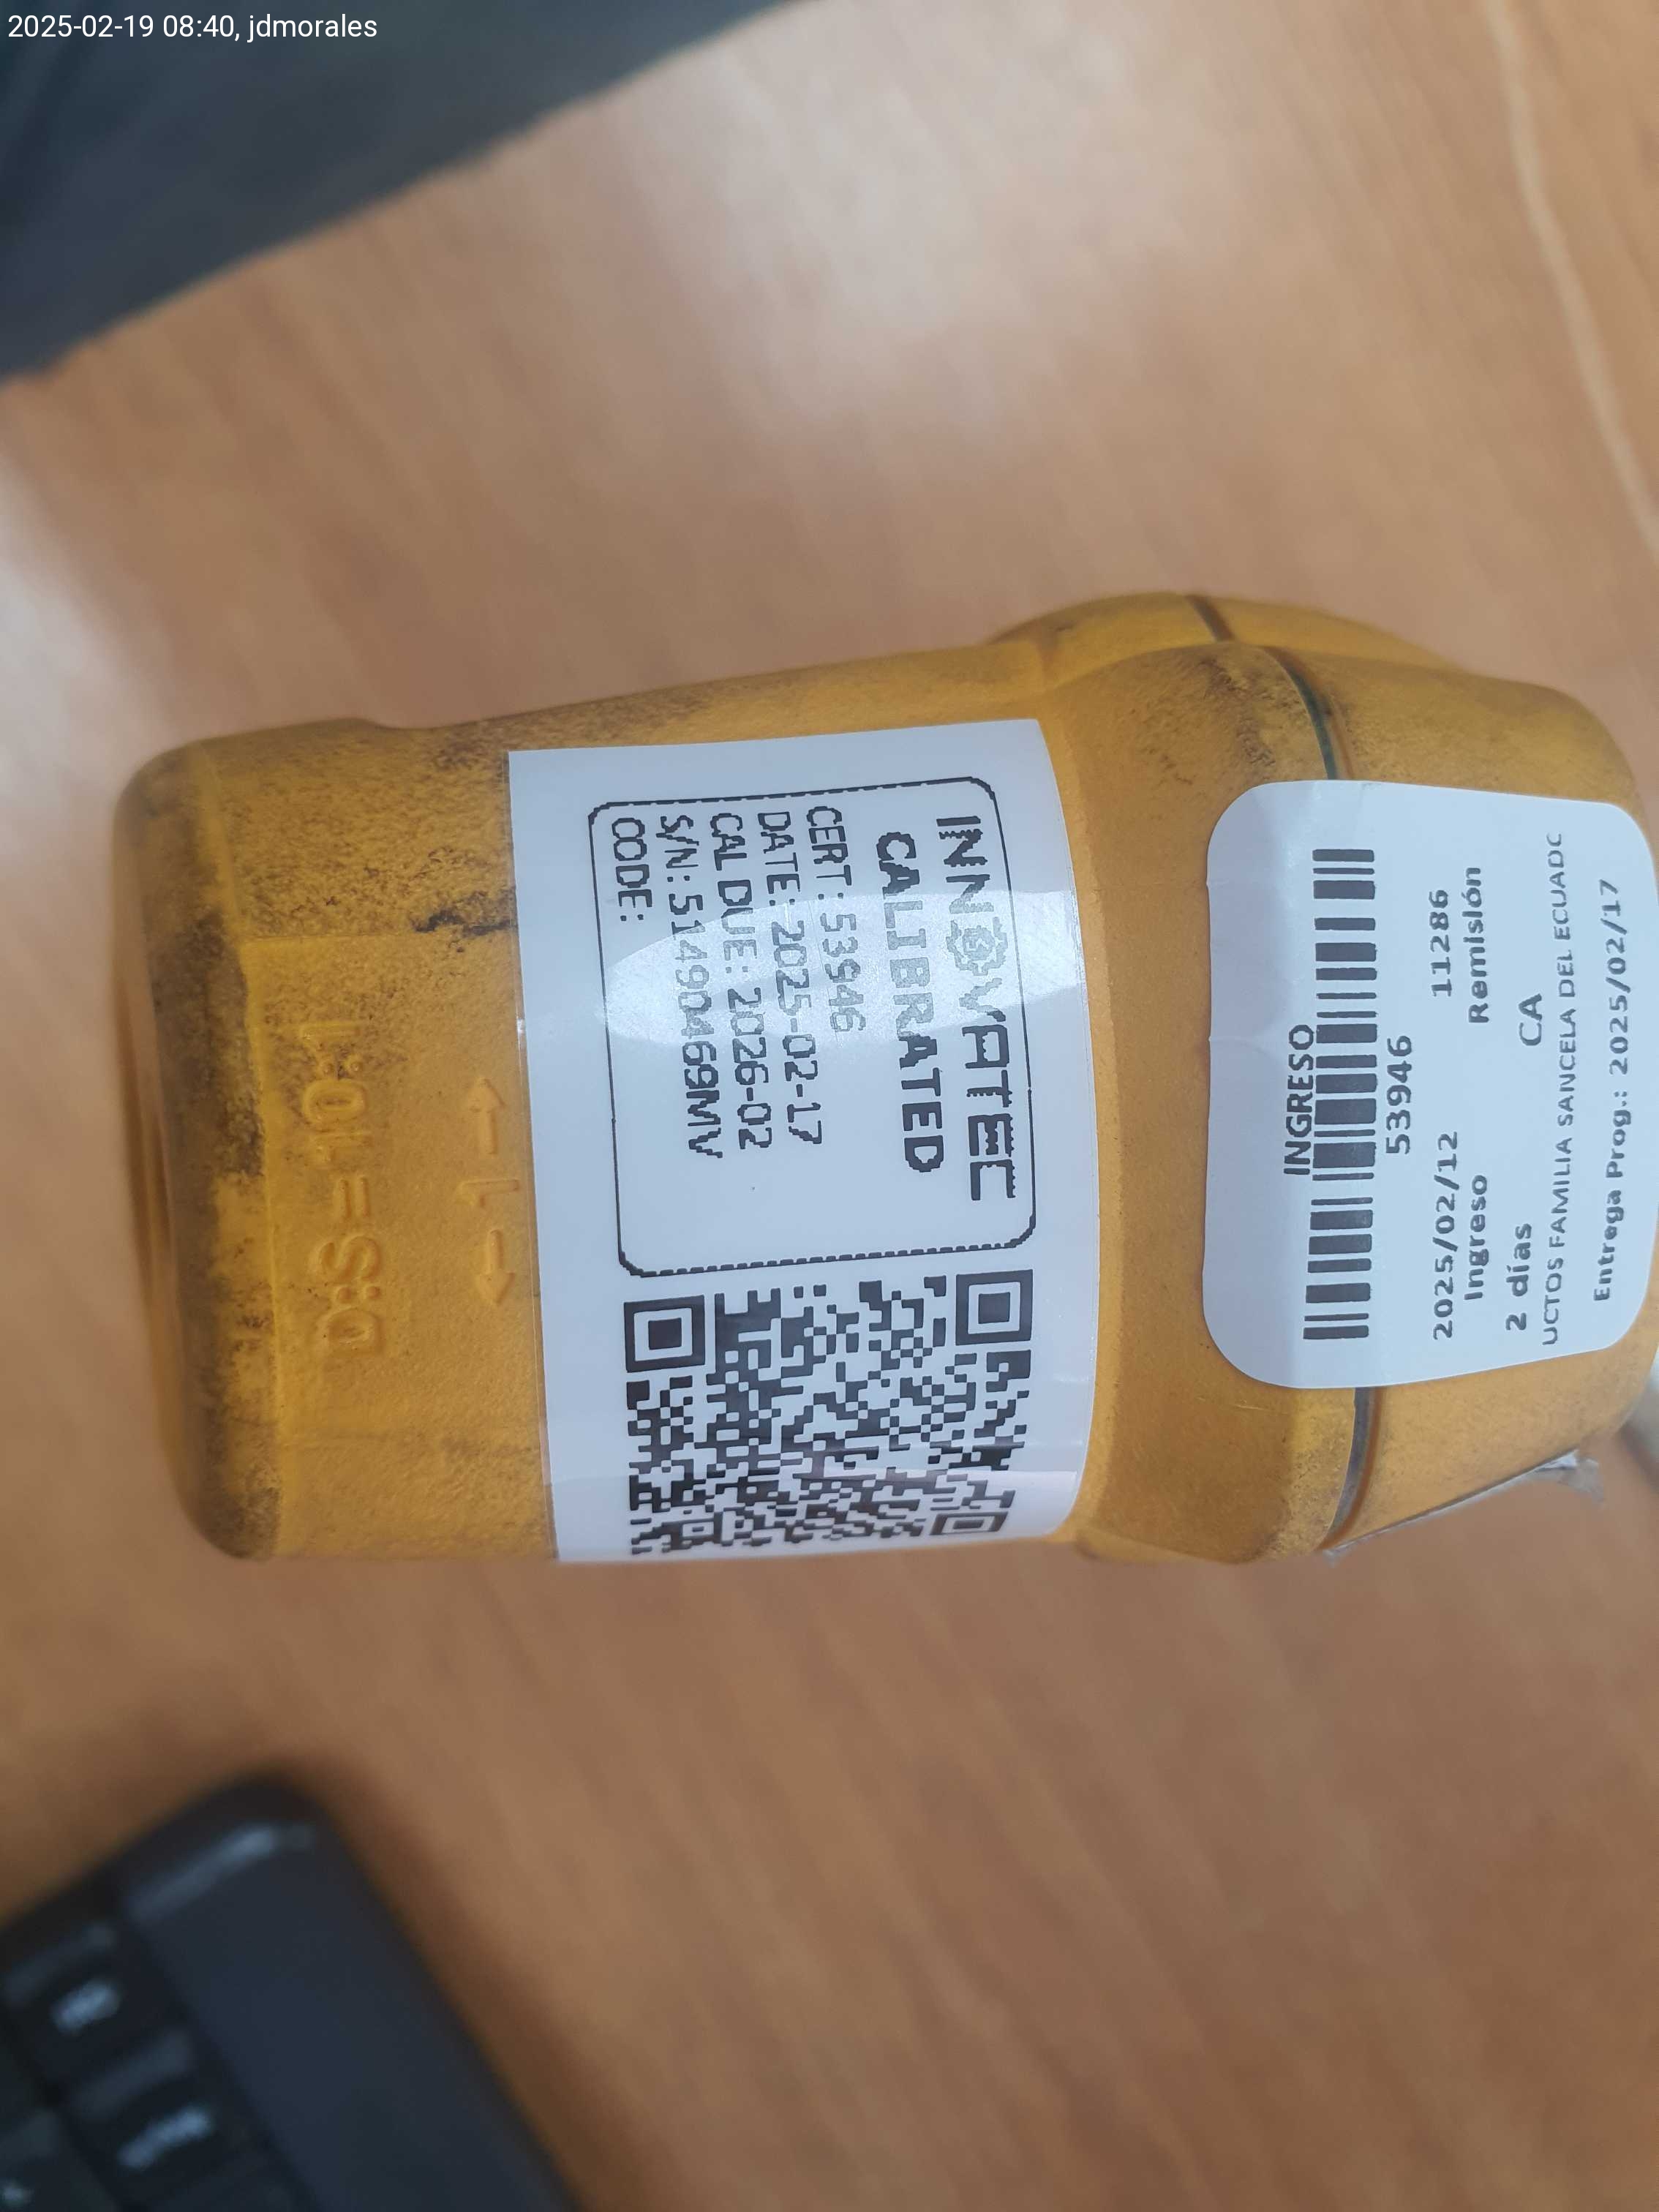 2025-02-19 08:40, jdmorales
INNOVATEC
CALIBRATED
CERT: 53946
DATE: 2025-02-17
CAL DUE: 2026-02
S/N: 51490469MV
CODE:
D:S = 10:1
INGRESO
53946
2025/02/12 11286
Ingreso Remisión
2 días CA
UCTOS FAMILIA SANCELA DEL ECUADC
Entrega Prog.: 2025/02/17